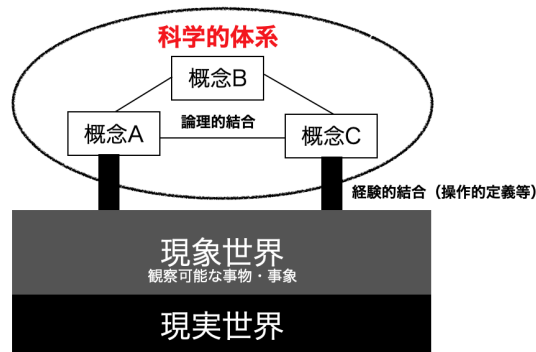 科学的体系
概念B
論理的結合
概念A
概念C
経験的結合（操作的定義等）
現象世界
観察可能な事物・事象
現実世界